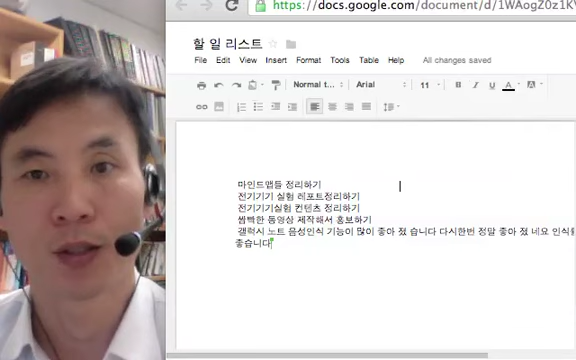 https://docs.google.com/document/d/1WAogZ0z1K
할 일 리스트
File Edit View Insert Format Tools Table Help All changes saved
Normal t... Arial 11 B I U A A
마인드맵들 정리하기
전기기기 실험 레포트정리하기
전기기기실험 컨텐츠 정리하기
깜빡한 동영상 제작해서 홍보하기
갤럭시 노트 음성인식 기능이 많이 좋아 졌 습니다 다시한번 정말 좋아 졌 네요 인식
좋습니다